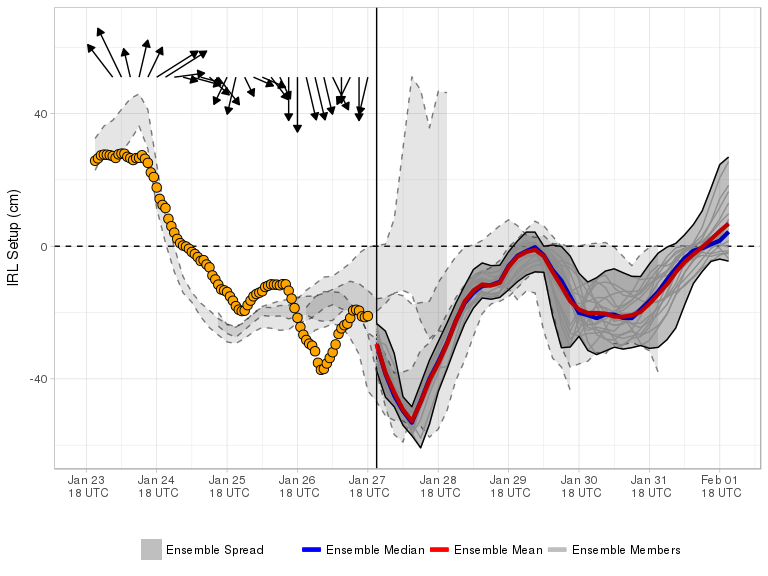 IRL Setup (cm)
40
0
-40
Jan 23 Jan 24 Jan 25 Jan 26 Jan 27 Jan 28 Jan 29 Jan 30 Jan 31 Feb 01
18 UTC 18 UTC 18 UTC 18 UTC 18 UTC 18 UTC 18 UTC 18 UTC 18 UTC 18 UTC
Ensemble Spread Ensemble Median Ensemble Mean Ensemble Members